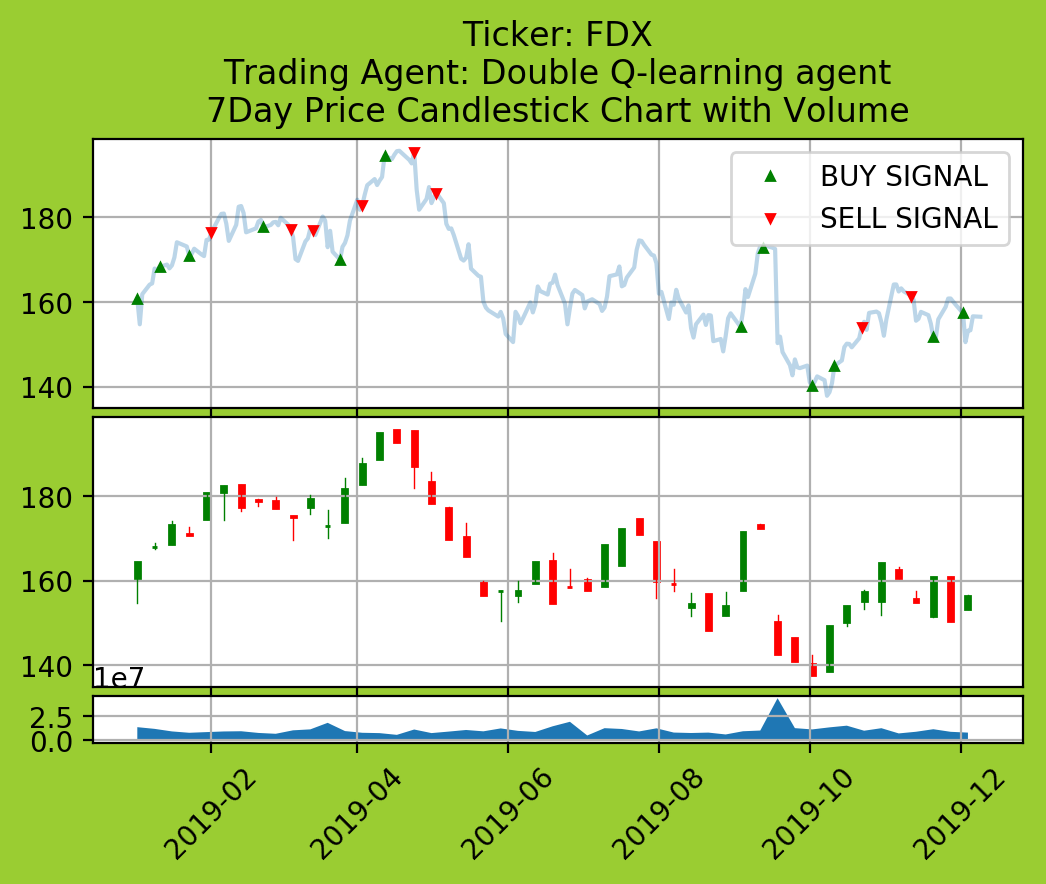 Ticker: FDX
Trading Agent: Double Q-learning agent
7Day Price Candlestick Chart with Volume
BUY SIGNAL
SELL SIGNAL
180
160
140
180
160
140
1e7
2.5
0.0
2019-02
2019-04
2019-06
2019-08
2019-10
2019-12